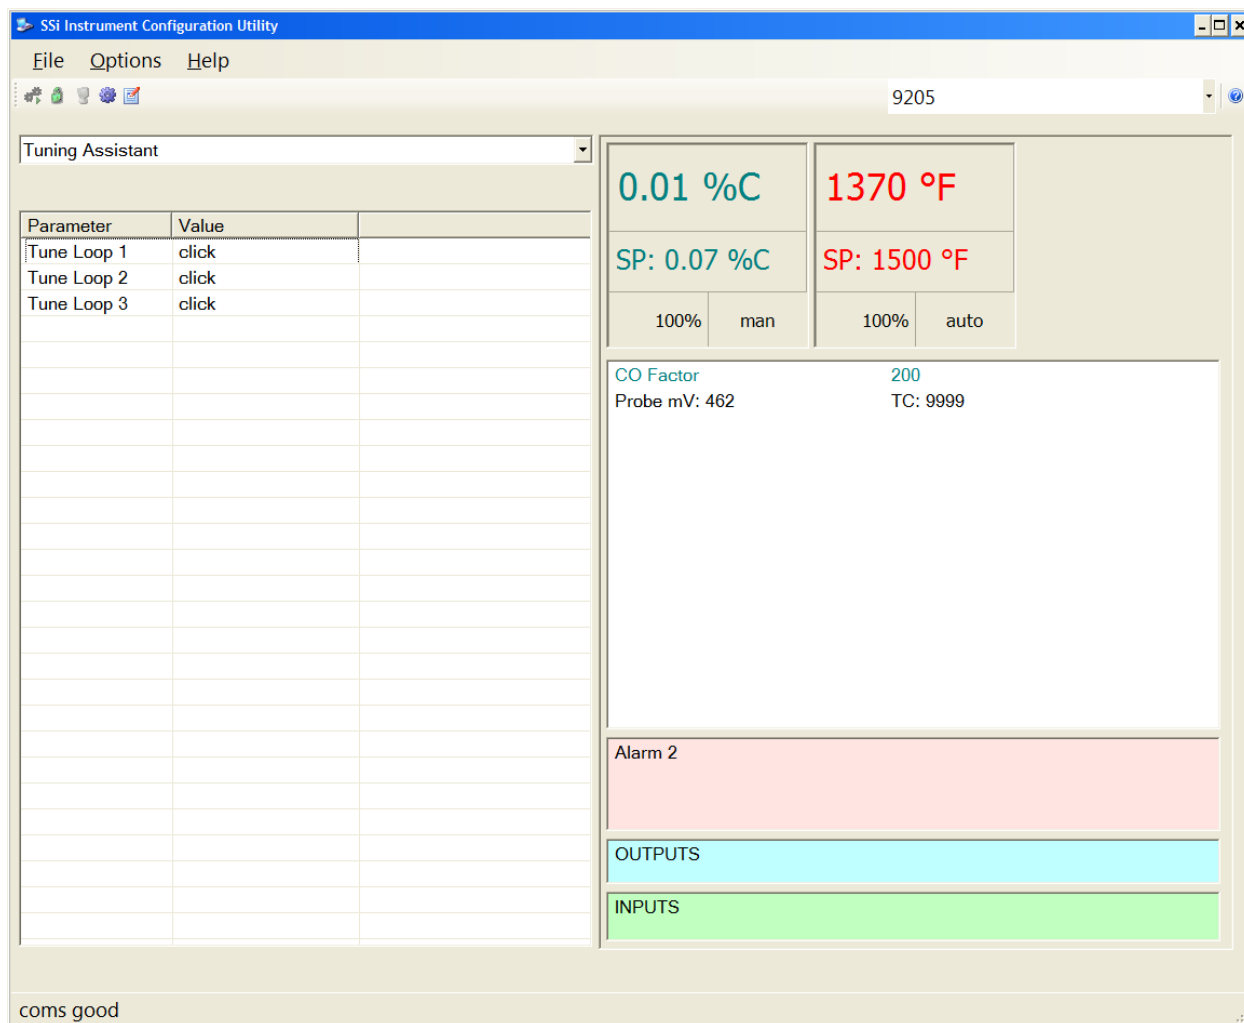 SSi Instrument Configuration Utility
File Options Help
9205
Tuning Assistant
Parameter Value
Tune Loop 1 click
Tune Loop 2 click
Tune Loop 3 click
0.01 %C
SP: 0.07 %C
100% man
1370 °F
SP: 1500 °F
100% auto
CO Factor 200
Probe mV: 462 TC: 9999
Alarm 2
OUTPUTS
INPUTS
coms good